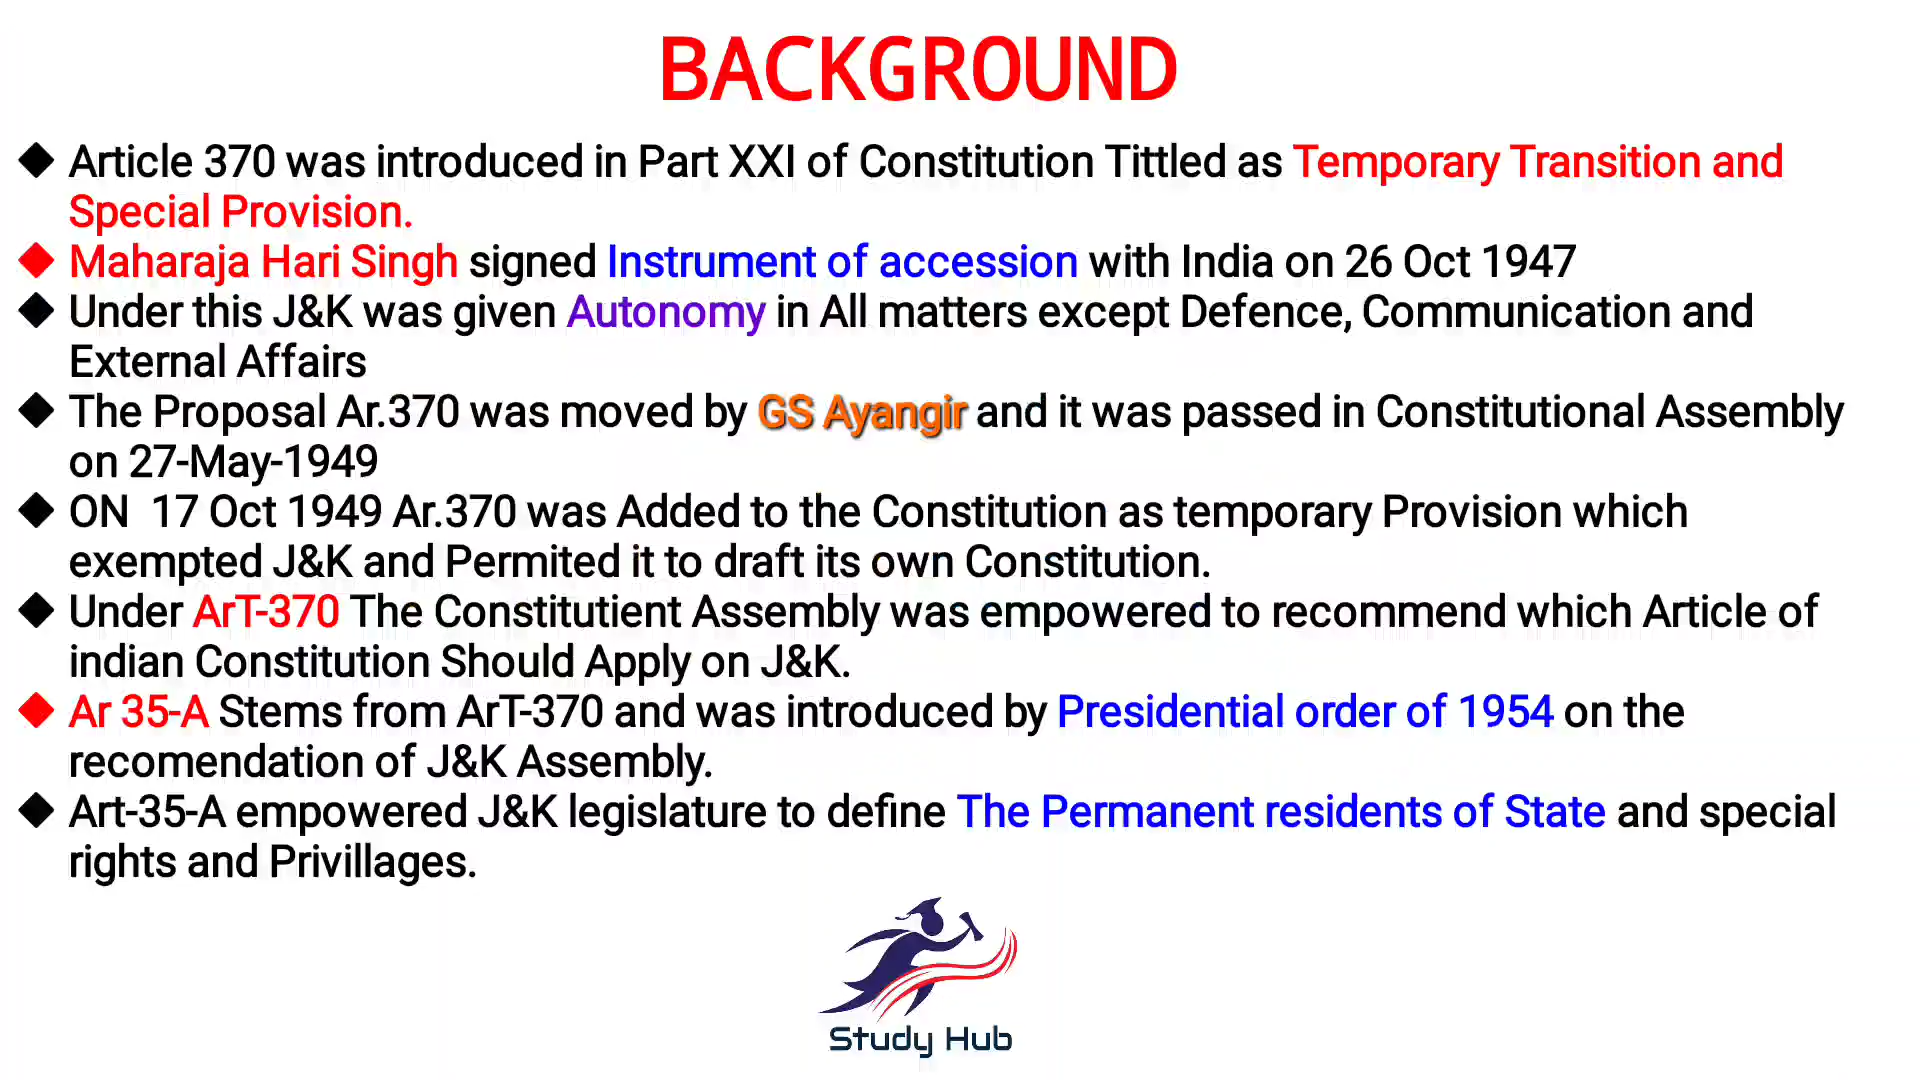 BACKGROUND
Article 370 was introduced in Part XXI of Constitution Tittled as Temporary Transition and
Special Provision.
Maharaja Hari Singh signed Instrument of accession with India on 26 Oct 1947
Under this J&K was given Autonomy in All matters except Defence, Communication and
External Affairs
The Proposal Ar.370 was moved by GS Ayangir and it was passed in Constitutional Assembly
on 27-May-1949
ON 17 Oct 1949 Ar.370 was Added to the Constitution as temporary Provision which
exempted J&K and Permited it to draft its own Constitution.
Under ArT-370 The Constitutient Assembly was empowered to recommend which Article of
indian Constitution Should Apply on J&K.
Ar 35-A Stems from ArT-370 and was introduced by Presidential order of 1954 on the
recomendation of J&K Assembly.
Art-35-A empowered J&K legislature to define The Permanent residents of State and special
rights and Privillages.
Study Hub